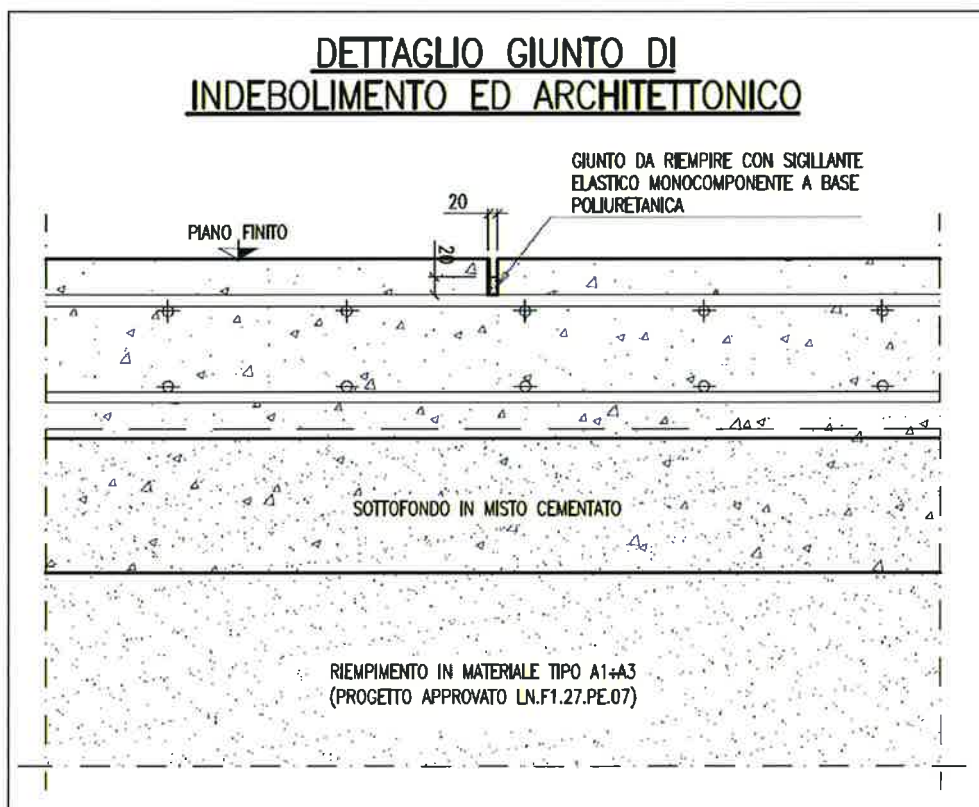 DETTAGLIO GIUNTO DI
INDEBOLIMENTO ED ARCHITETTONICO
GIUNTO DA RIEMPIRE CON SIGILLANTE
ELASTICO MONOCOMPONENTE A BASE
POLIURETANICA
20
PIANO FINITO
20
SOTTOFONDO IN MISTO CEMENTATO
RIEMPIMENTO IN MATERIALE TIPO A1÷A3
(PROGETTO APPROVATO LN.F1.27.PE.07)